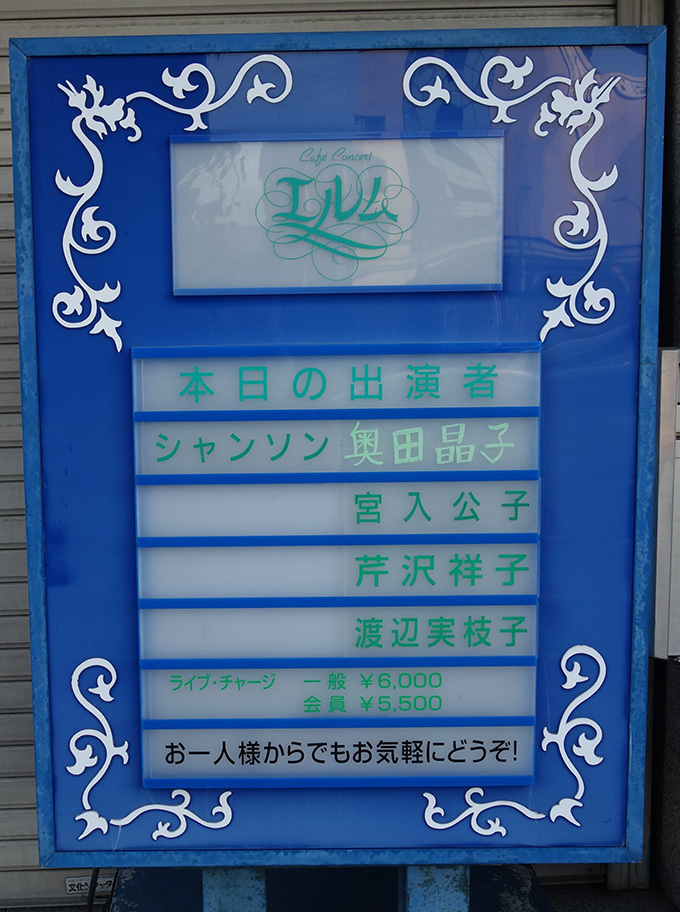 Cafe Concert
エルム
本日の出演者
シャンソン 奥田晶子
宮入公子
芹沢祥子
渡辺実枝子
ライブ・チャージ 一般 ¥6,000
会員 ¥5,500
お一人様からでもお気軽にどうぞ!